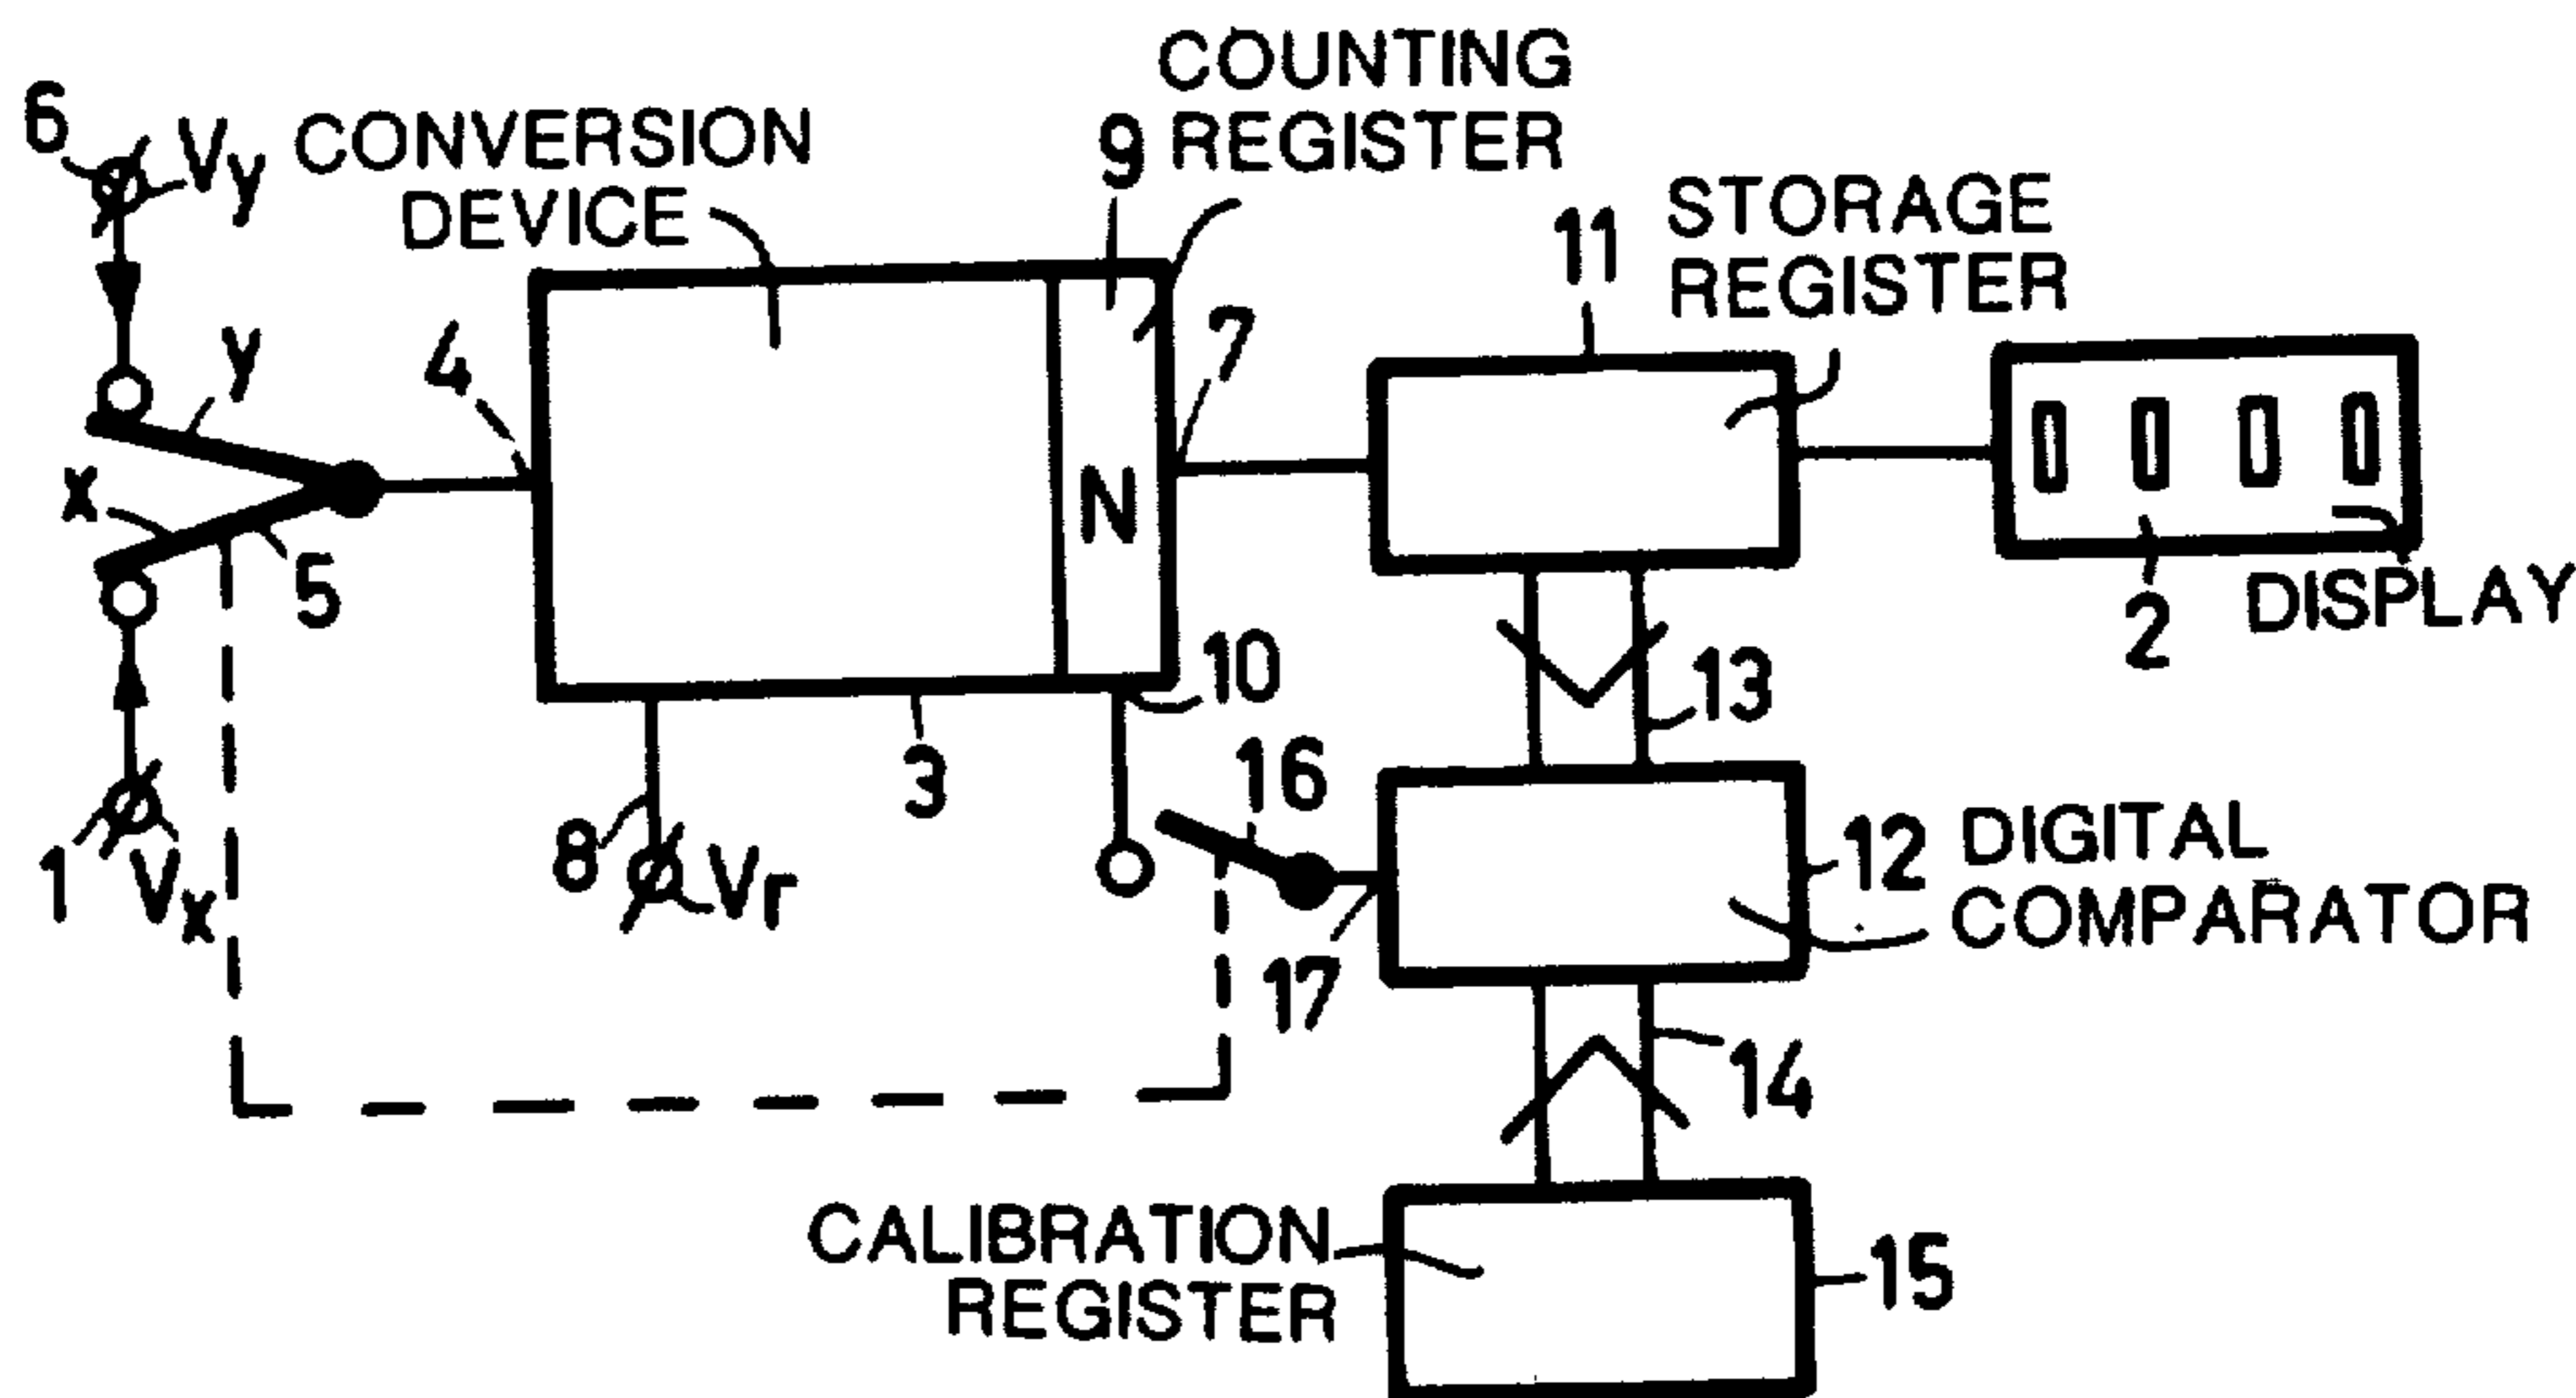 COUNTING
REGISTER
9
6
Vy
CONVERSION
DEVICE
STORAGE
REGISTER
11
y
4
7
x
5
N
2
DISPLAY
10
13
3
16
1
Vx
8
Vr
12
DIGITAL
COMPARATOR
17
14
CALIBRATION
REGISTER
15